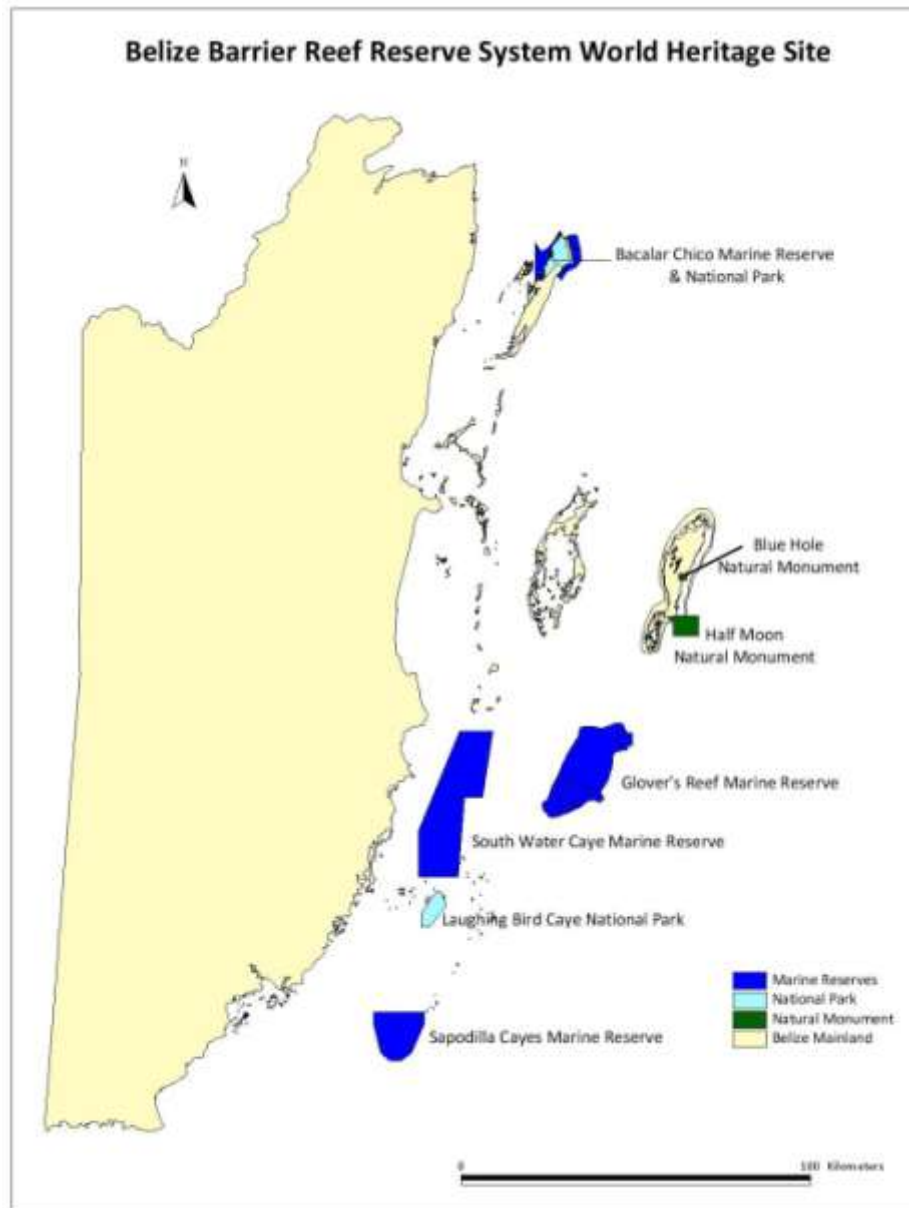 Belize Barrier Reef Reserve System World Heritage Site
N
Bacalar Chico Marine Reserve
& National Park
Blue Hole
Natural Monument
Half Moon
Natural Monument
Glover's Reef Marine Reserve
South Water Caye Marine Reserve
Laughing Bird Caye National Park
Marine Reserves
National Park
Natural Monument
Belize Mainland
Sapodilla Cayes Marine Reserve
0 100 Kilometers